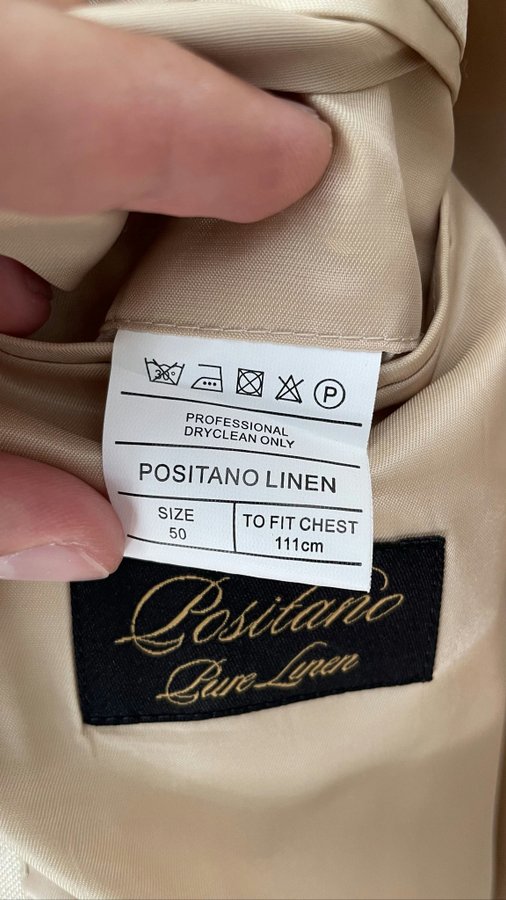 30°
P
PROFESSIONAL
DRYCLEAN ONLY
POSITANO LINEN
SIZE
50
TO FIT CHEST
111cm
Positano
Pure Linen